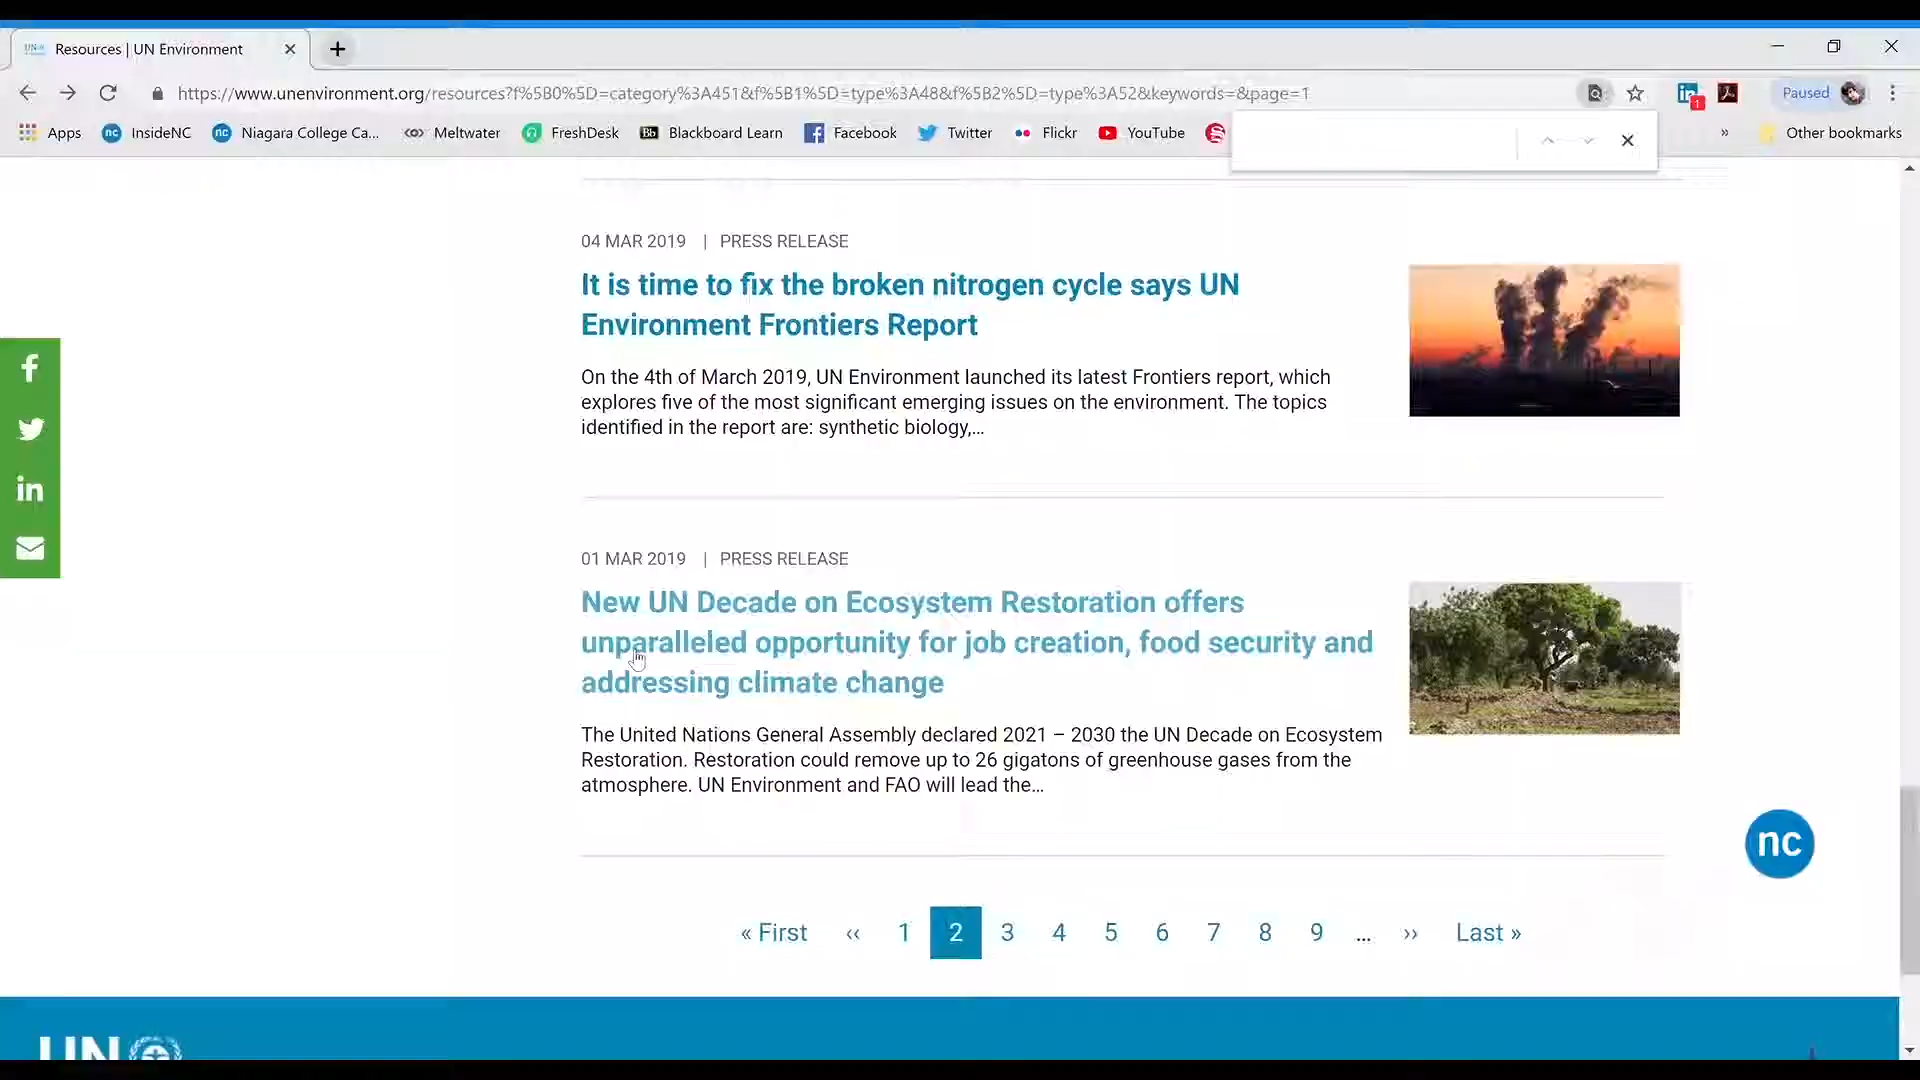 UN Resources | UN Environment
https://www.unenvironment.org/resources?f%5B0%5D=category%3A451&f%5B1%5D=type%3A48&f%5B2%5D=type%3A52&keywords=&page=1
1
Paused
Apps
nc InsideNC
nc Niagara College Ca...
Meltwater
FreshDesk
Bb Blackboard Learn
Facebook
Twitter
Flickr
YouTube
»
Other bookmarks
04 MAR 2019 | PRESS RELEASE
It is time to fix the broken nitrogen cycle says UN
Environment Frontiers Report
On the 4th of March 2019, UN Environment launched its latest Frontiers report, which
explores five of the most significant emerging issues on the environment. The topics
identified in the report are: synthetic biology,…
01 MAR 2019 | PRESS RELEASE
New UN Decade on Ecosystem Restoration offers
unparalleled opportunity for job creation, food security and
addressing climate change
The United Nations General Assembly declared 2021 – 2030 the UN Decade on Ecosystem
Restoration. Restoration could remove up to 26 gigatons of greenhouse gases from the
atmosphere. UN Environment and FAO will lead the…
nc
« First ‹‹ 1 2 3 4 5 6 7 8 9 … ›› Last »
UN